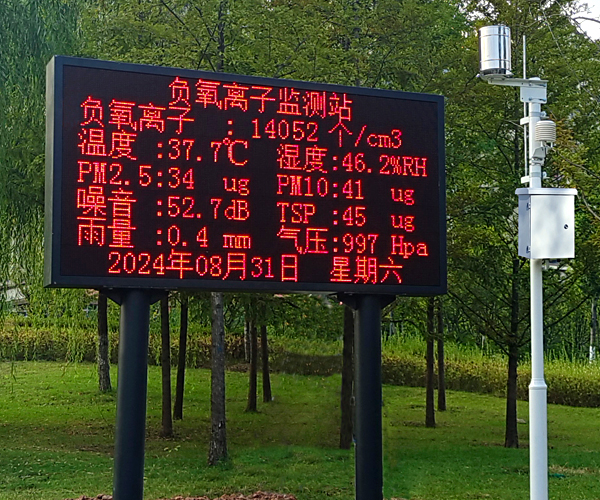 负氧离子监测站
负氧离子 : 14052 个/cm3
温度 :37.7℃ 湿度:46.2%RH
PM2.5:34 ug PM10:41 ug
噪音 :52.7dB TSP :45 ug
雨量 :0.4 mm 气压:997 Hpa
2024年08月31日 星期六